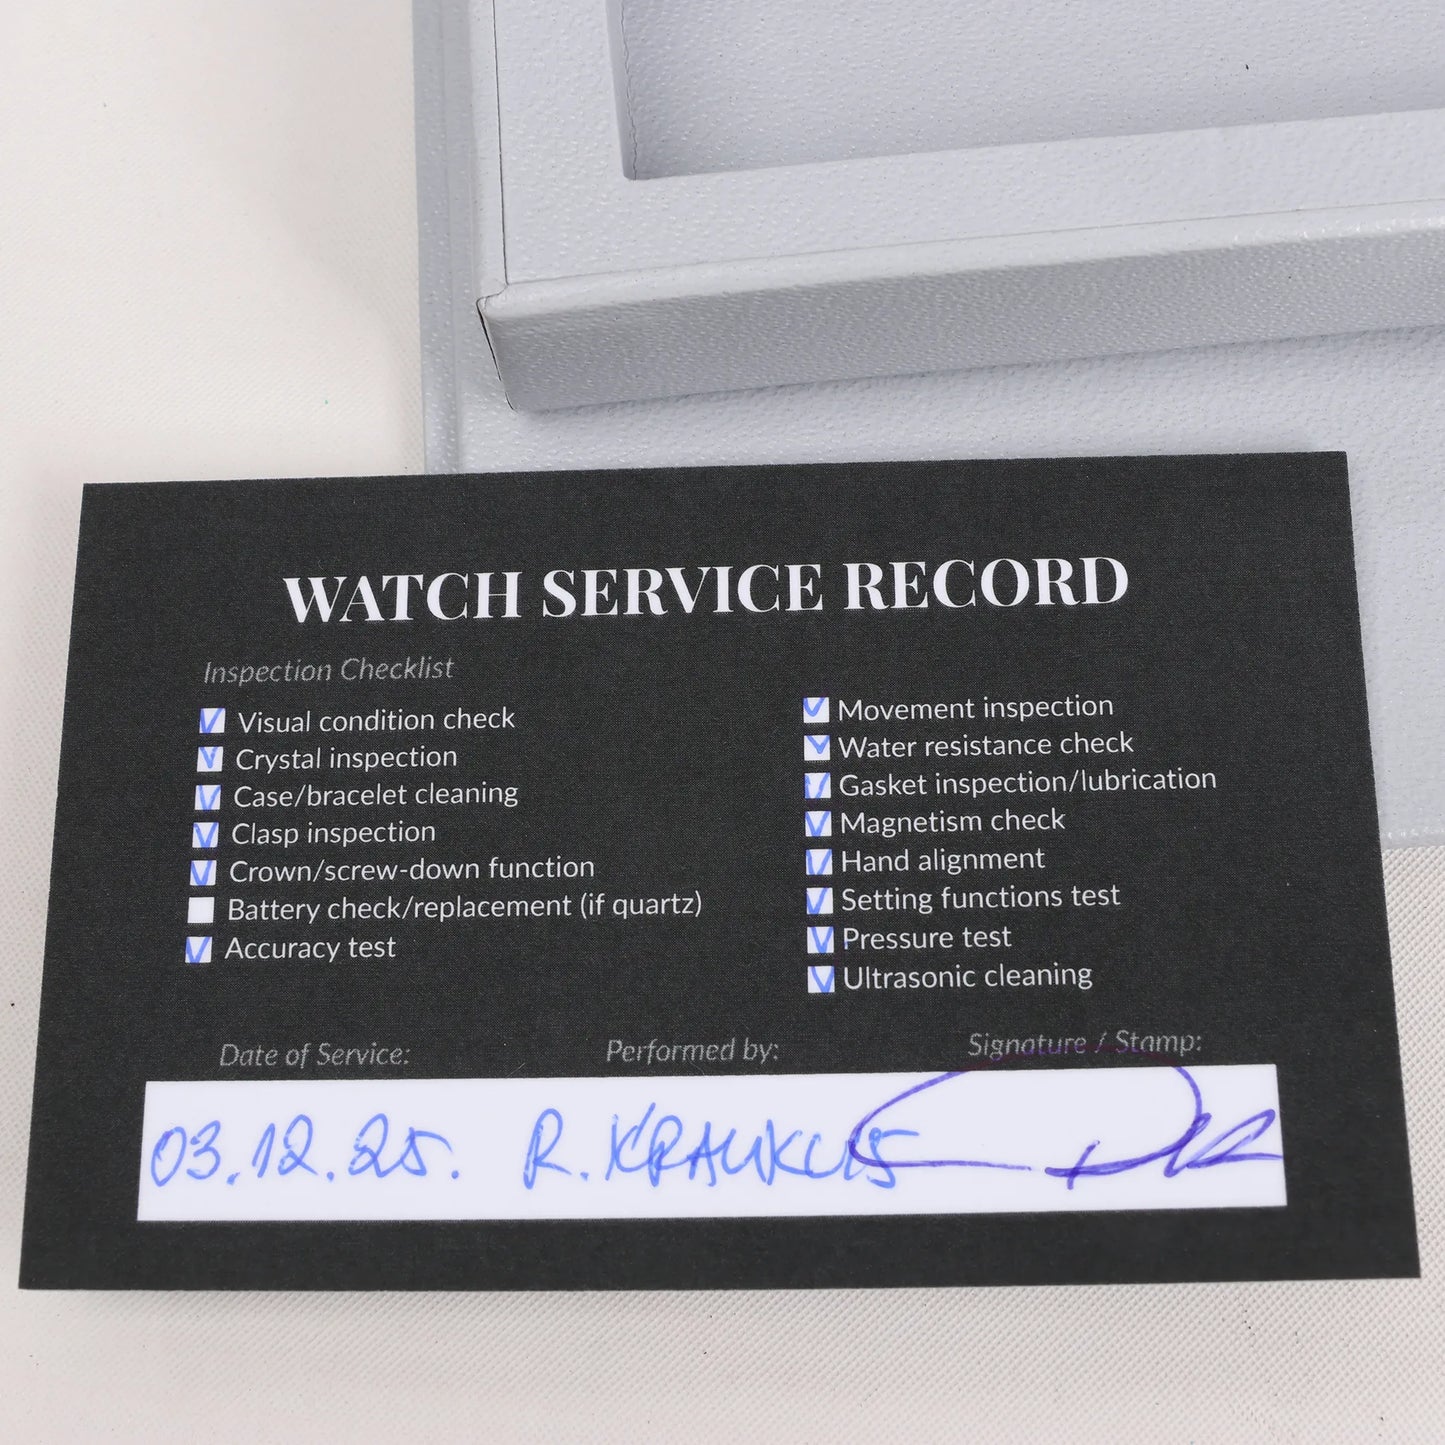 WATCH SERVICE RECORD
Inspection Checklist
Visual condition check
Crystal inspection
Case/bracelet cleaning
Clasp inspection
Crown/screw-down function
Battery check/replacement (if quartz)
Accuracy test
Movement inspection
Water resistance check
Gasket inspection/lubrication
Magnetism check
Hand alignment
Setting functions test
Pressure test
Ultrasonic cleaning
Date of Service: Performed by: Signature / Stamp:
03.12.25. R. KRAUKLIS